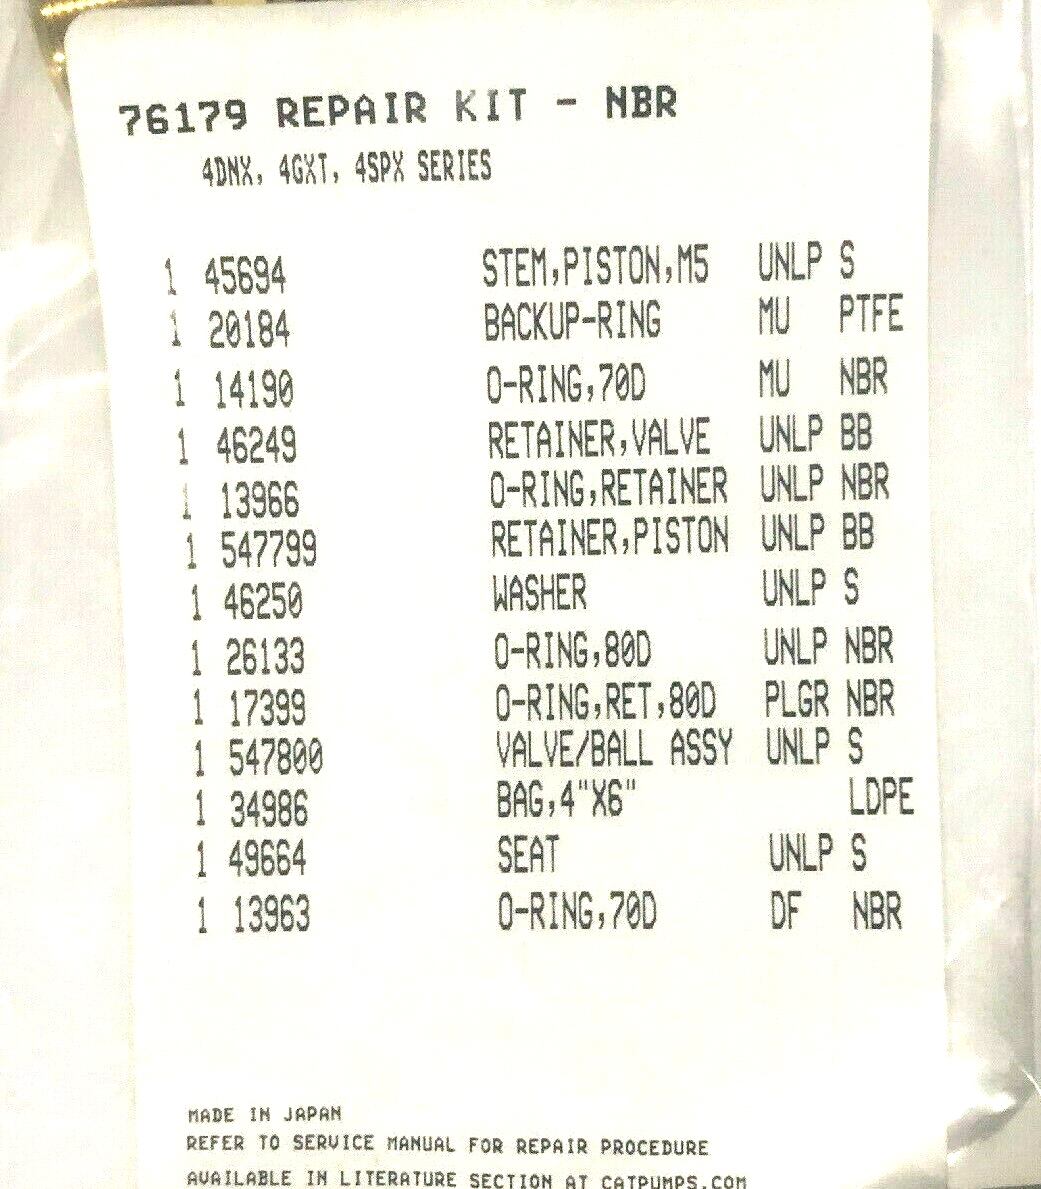 76179 REPAIR KIT - NBR
4DNX, 4GXT, 4SPX SERIES
1 45694 STEM,PISTON,M5 UNLP S
1 20184 BACKUP-RING MU PTFE
1 14190 O-RING,70D MU NBR
1 46249 RETAINER,VALVE UNLP BB
1 13966 O-RING,RETAINER UNLP NBR
1 547799 RETAINER,PISTON UNLP BB
1 46250 WASHER UNLP S
1 26133 O-RING,80D UNLP NBR
1 17399 O-RING,RET,80D PLGR NBR
1 547800 VALVE/BALL ASSY UNLP S
1 34986 BAG,4"X6" LDPE
1 49664 SEAT UNLP S
1 13963 O-RING,70D DF NBR
MADE IN JAPAN
REFER TO SERVICE MANUAL FOR REPAIR PROCEDURE
AVAILABLE IN LITERATURE SECTION AT CATPUMPS.COM